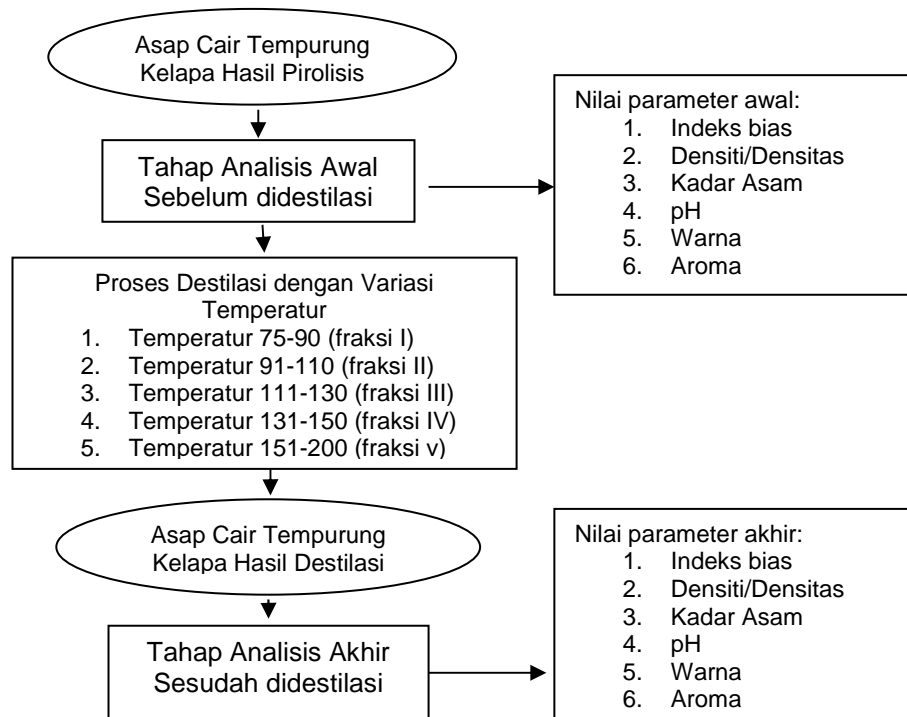 Asap Cair Tempurung
Kelapa Hasil Pirolisis
Tahap Analisis Awal
Sebelum didestilasi
Nilai parameter awal:
1. Indeks bias
2. Densiti/Densitas
3. Kadar Asam
4. pH
5. Warna
6. Aroma
Proses Destilasi dengan Variasi
Temperatur
1. Temperatur 75-90 (fraksi I)
2. Temperatur 91-110 (fraksi II)
3. Temperatur 111-130 (fraksi III)
4. Temperatur 131-150 (fraksi IV)
5. Temperatur 151-200 (fraksi v)
Asap Cair Tempurung
Kelapa Hasil Destilasi
Tahap Analisis Akhir
Sesudah didestilasi
Nilai parameter akhir:
1. Indeks bias
2. Densiti/Densitas
3. Kadar Asam
4. pH
5. Warna
6. Aroma